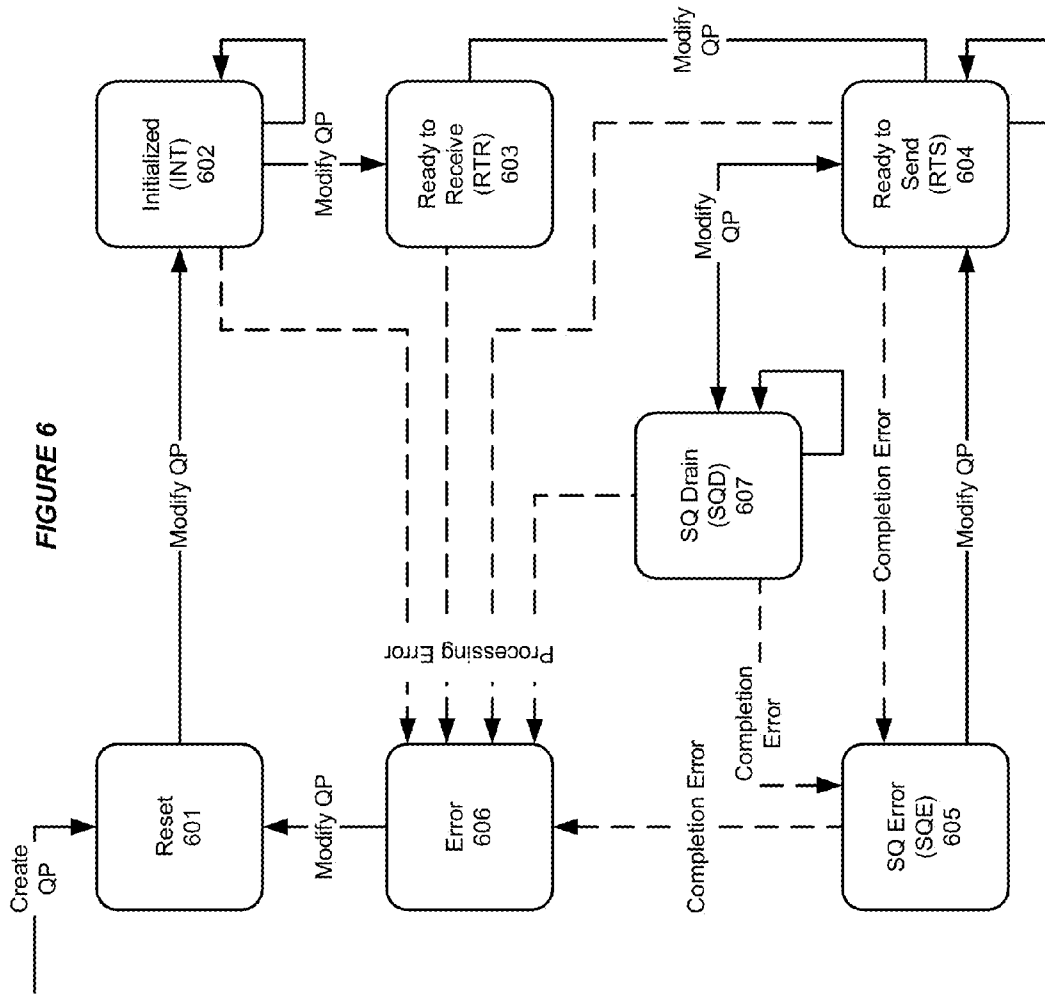 FIGURE 6
Create
QP
Reset
601
Modify QP
Initialized
(INT)
602
Modify QP
Modify QP
Error
606
Processing Error
Ready to
Receive
(RTR)
603
Modify
QP
Completion Error
Completion
Error
SQ Drain
(SQD)
607
Modify
QP
Completion Error
SQ Error
(SQE)
605
Modify QP
Ready to
Send
(RTS)
604